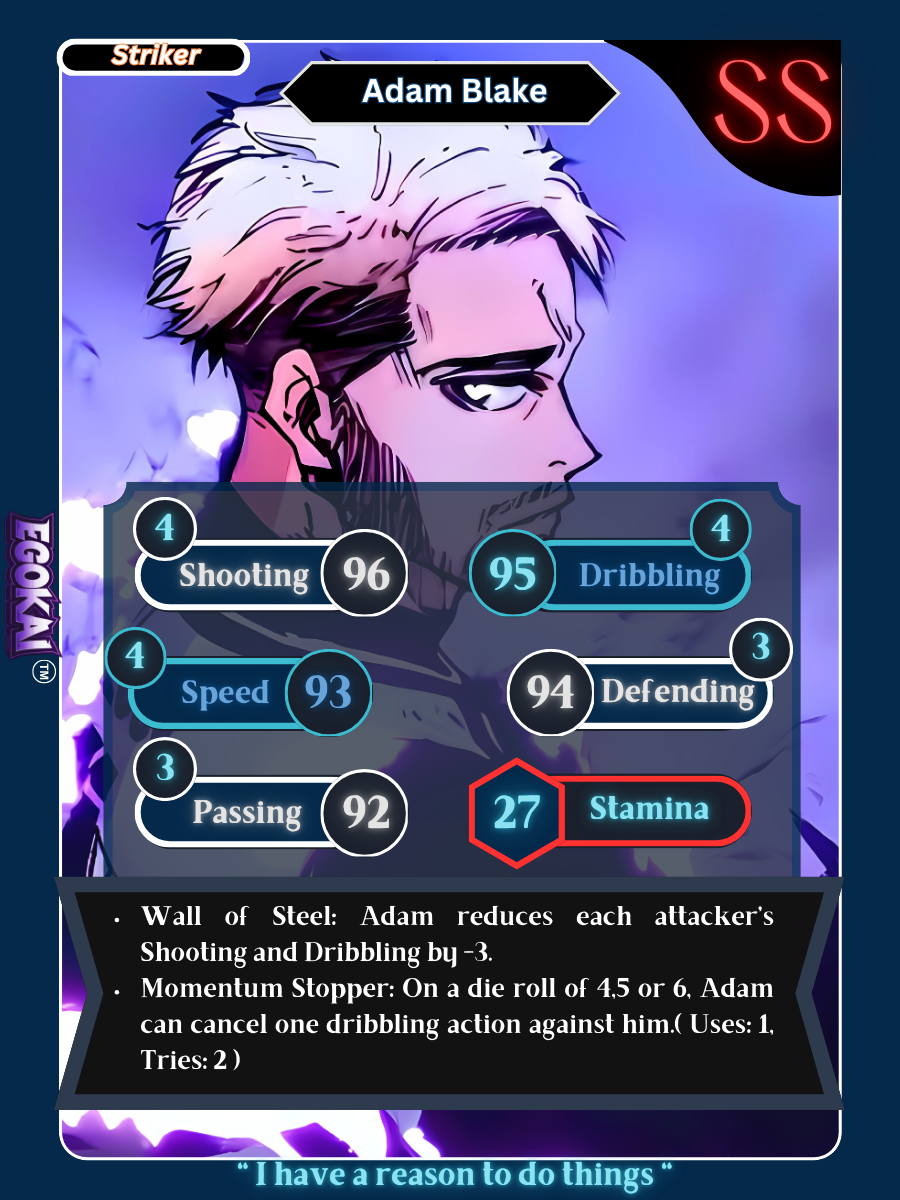 Striker
Adam Blake
SS
4
4
Shooting 96
95 Dribbling
4
3
Speed 93
94 Defending
3
Passing 92
27 Stamina
EGOKAI
TM
• Wall of Steel: Adam reduces each attacker's
Shooting and Dribbling by -3.
• Momentum Stopper: On a die roll of 4,5 or 6, Adam
can cancel one dribbling action against him.( Uses: 1,
Tries: 2 )
“ I have a reason to do things “